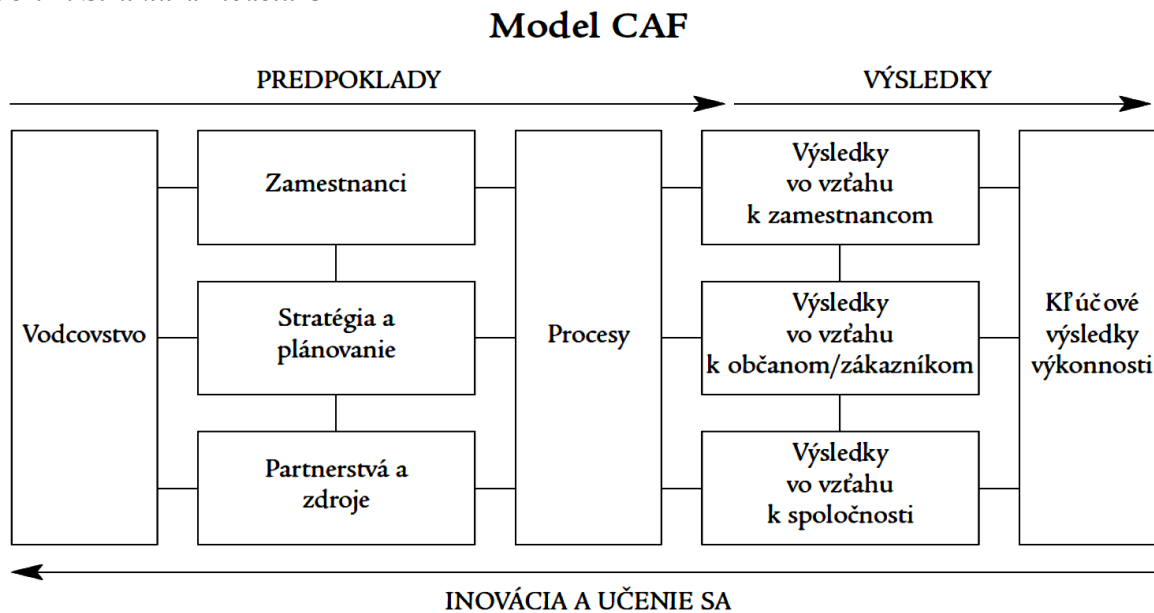 Model CAF
PREDPOKLADY
VÝSLEDKY
Vodcovstvo
Zamestnanci
Stratégia a
plánovanie
Partnerstvá a
zdroje
Procesy
Výsledky
vo vzťahu
k zamestnancom
Výsledky
vo vzťahu
k občanom/zákazníkom
Výsledky
vo vzťahu
k spoločnosti
Kľúčové
výsledky
výkonnosti
INOVÁCIA A UČENIE SA